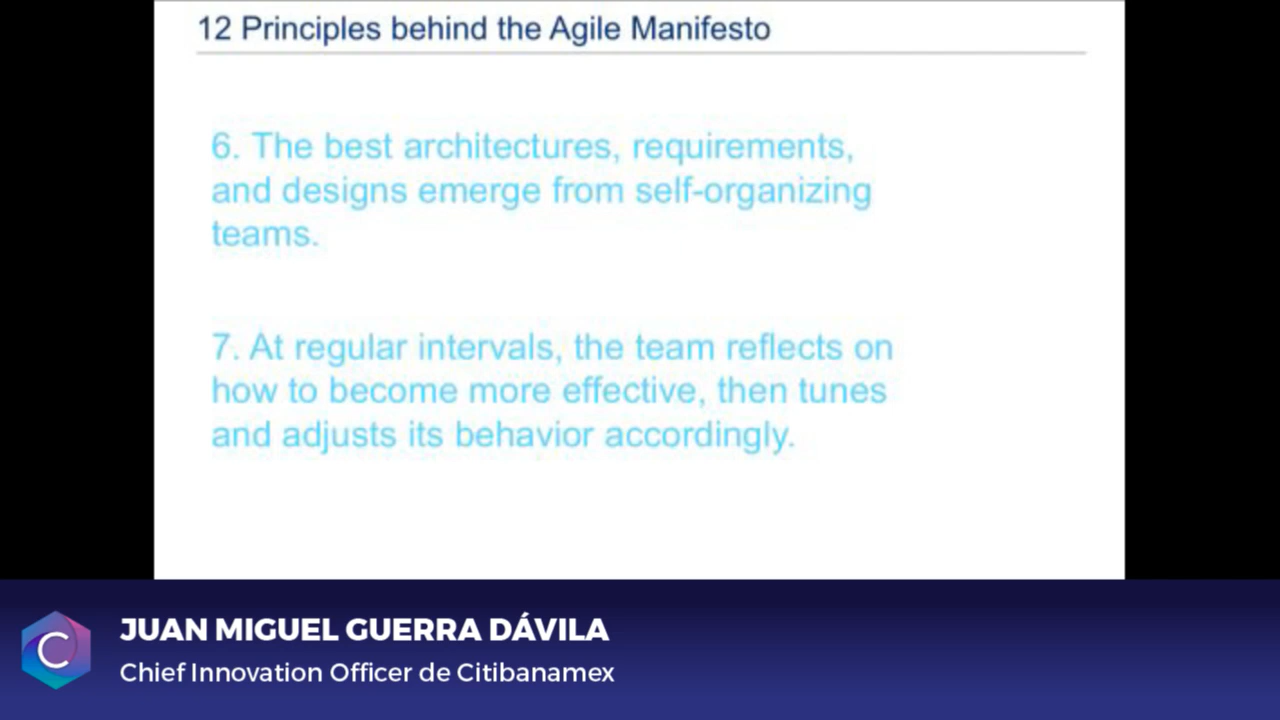 12 Principles behind the Agile Manifesto
6. The best architectures, requirements,
and designs emerge from self-organizing
teams.
7. At regular intervals, the team reflects on
how to become more effective, then tunes
and adjusts its behavior accordingly.
C
JUAN MIGUEL GUERRA DÁVILA
Chief Innovation Officer de Citibanamex